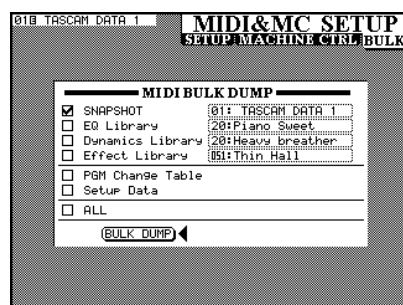 01 TASCAM DATA 1
MIDI&MC SETUP
SETUP MACHINE CTRL BULK
MIDI BULK DUMP
SNAPSHOT 01: TASCAM DATA 1
EQ Library 20:Piano Sweet
Dynamics Library 20:Heavy breather
Effect Library 051:Thin Hall
PGM Change Table
Setup Data
ALL
BULK DUMP